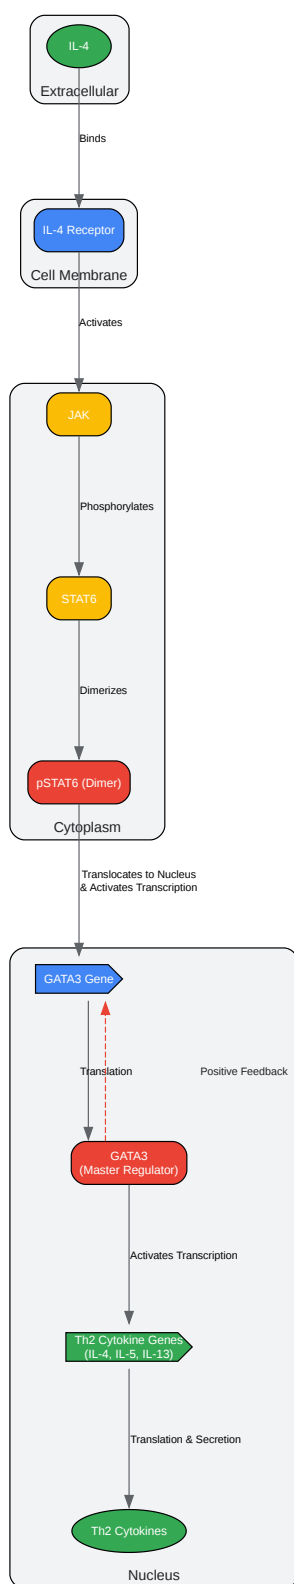 IL-4
Extracellular
Binds
IL-4 Receptor
Cell Membrane
Activates
JAK
Phosphorylates
STAT6
Dimerizes
pSTAT6 (Dimer)
Cytoplasm
Translocates to Nucleus
& Activates Transcription
GATA3 Gene
Translation
Positive Feedback
GATA3
(Master Regulator)
Activates Transcription
Th2 Cytokine Genes
(IL-4, IL-5, IL-13)
Translation & Secretion
Th2 Cytokines
Nucleus